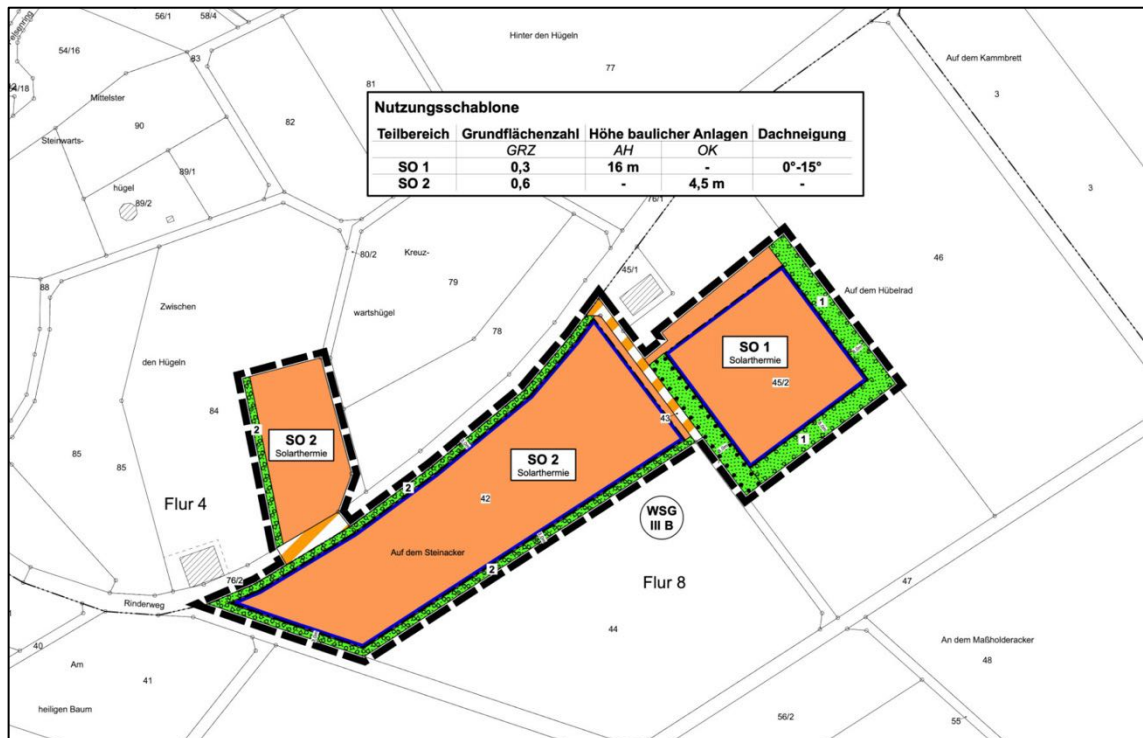 56/1
58/4
Hinter den Hügeln
54/16
83
77
Auf dem Kammbrett
81
3
Mittelster
90
82
Steinwarts-
89/1
hügel
89/2
Nutzungsschablone
Teilbereich Grundflächenzahl Höhe baulicher Anlagen Dachneigung
GRZ AH OK
SO 1 0,3 16 m - 0°-15°
SO 2 0,6 - 4,5 m -
3
76/1
80/2
Kreuz-
79
46
45/1
88
Zwischen
wartshügel
Auf dem Hübelrad
1
78
SO 1
Solarthermie
45/2
den Hügeln
84
2
43
SO 2
Solarthermie
SO 2
Solarthermie
1
85
85
2
42
Flur 4
WSG
III B
Auf dem Steinacker
2
76/2
Flur 8
47
Rinderweg
40
44
An dem Maßholderacker
48
Am
41
heiligen Baum
56/2
55